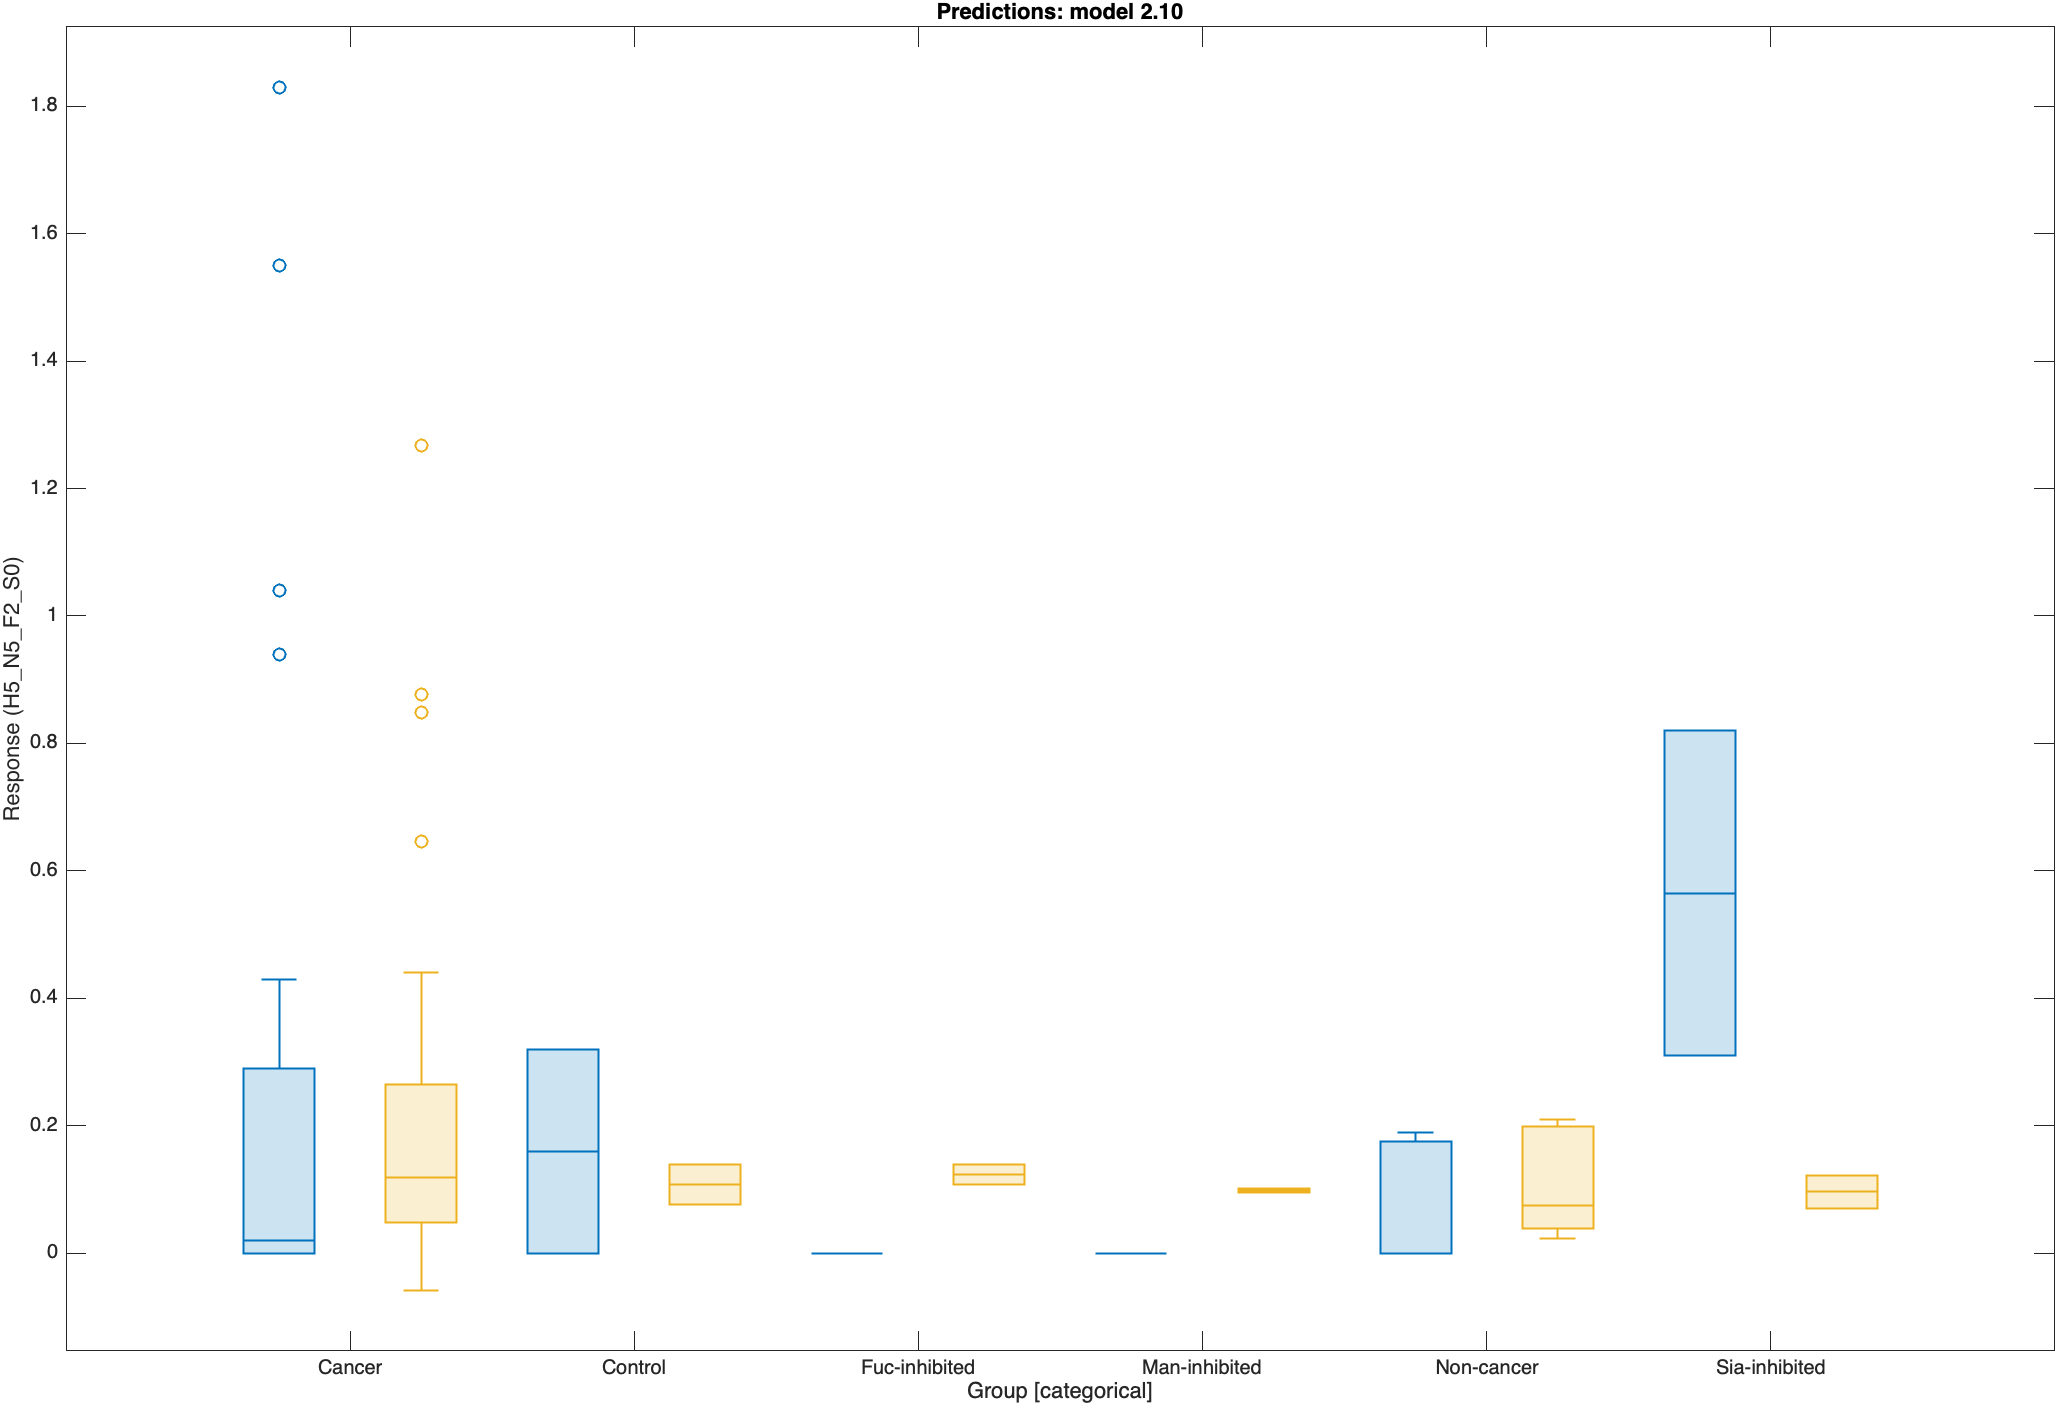 Predictions: model 2.10
Response (H5_N5_F2_S0)
1.8
1.6
1.4
1.2
1
0.8
0.6
0.4
0.2
0
Cancer Control Fuc-inhibited Man-inhibited Non-cancer Sia-inhibited
Group [categorical]